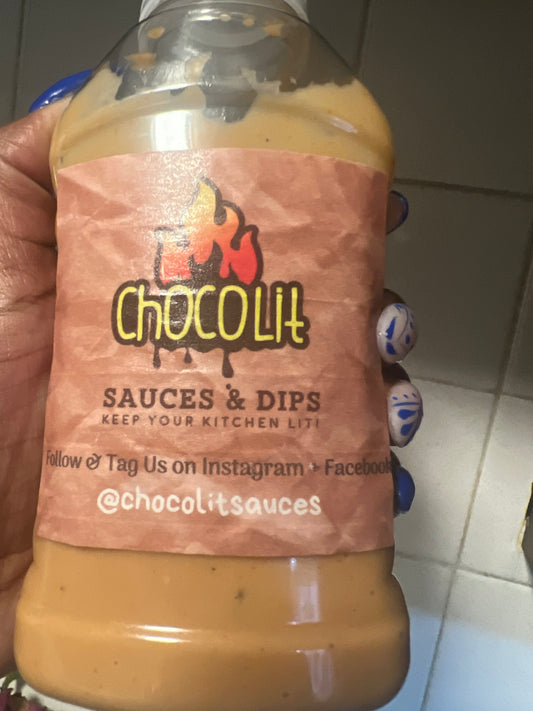 ChOCOLit
SAUCES & DIPS
KEEP YOUR KITCHEN LIT!
Follow & Tag Us on Instagram + Facebook
@chocolitsauces